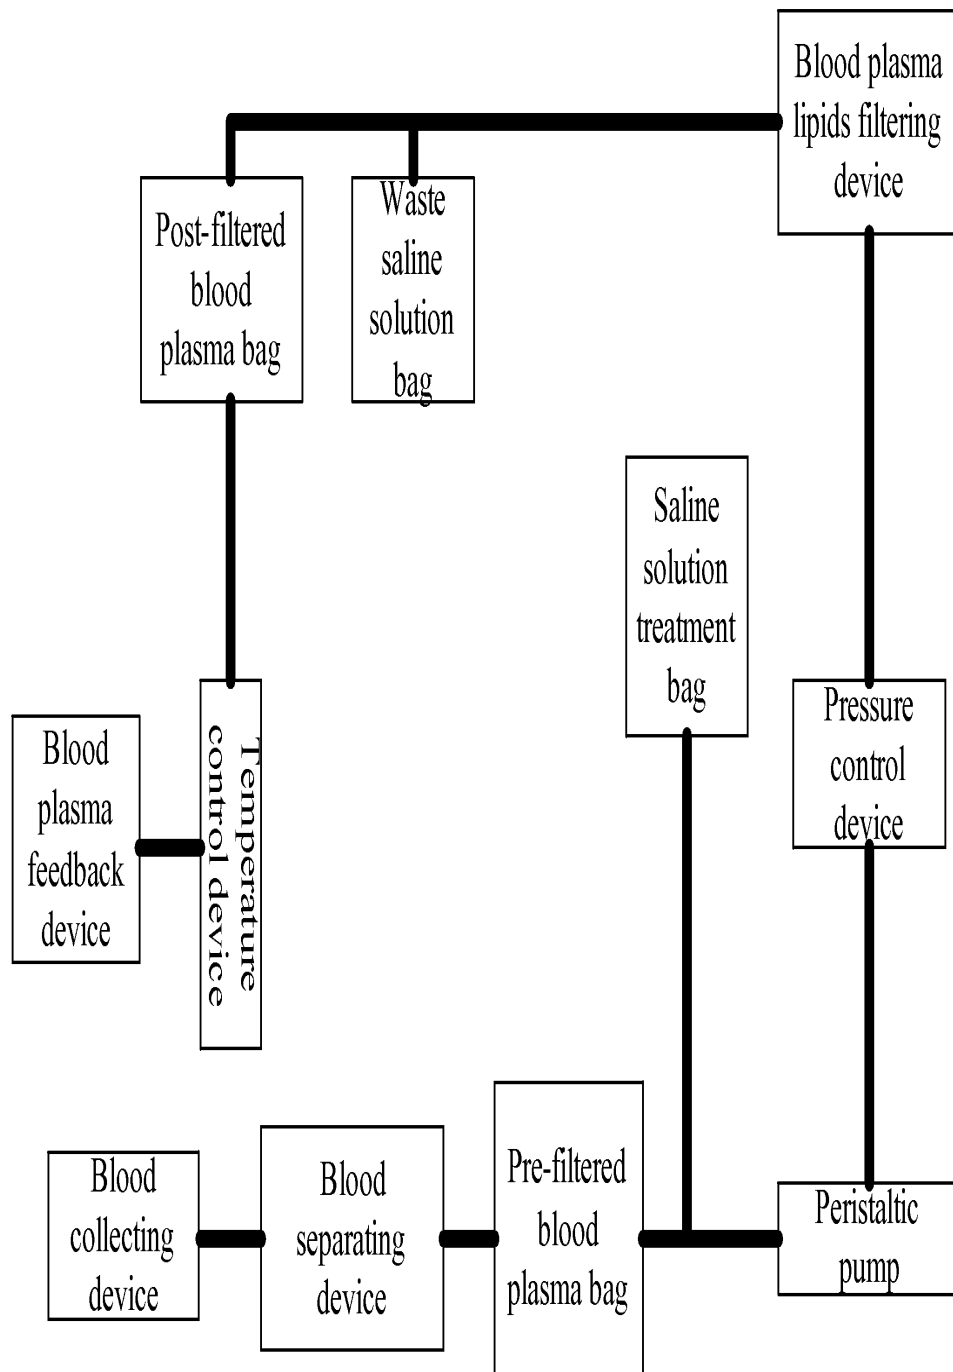 Blood plasma
lipids filtering
device
Post-filtered
blood
plasma bag
Waste
saline
solution
bag
Saline
solution
treatment
bag
Pressure
control
device
Blood
plasma
feedback
device
Temperature
control device
Blood
collecting
device
Blood
separating
device
Pre-filtered
blood
plasma bag
Peristaltic
pump